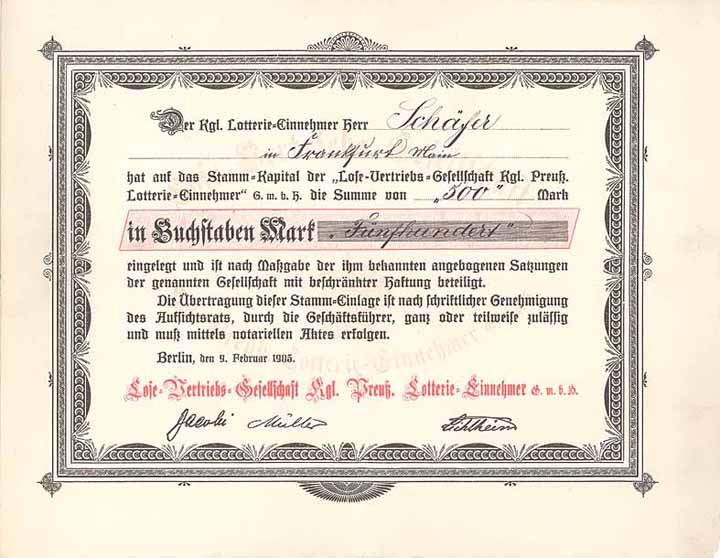 Der Kgl. Lotterie-Einnehmer Herr Schäfer
in Frankfurt Main
hat auf das Stamm-Kapital der „Lose-Vertriebs-Gesellschaft Kgl. Preuß.
Lotterie-Einnehmer" G. m. b. H. die Summe von „500" Mark
in Buchstaben Mark „Fünfhundert"
eingelegt und ist nach Maßgabe der ihm bekannten angebogenen Satzungen
der genannten Gesellschaft mit beschränkter Haftung beteiligt.
Die Übertragung dieser Stamm-Einlage ist nach schriftlicher Genehmigung
des Aufsichtsrats, durch die Geschäftsführer, ganz oder teilweise zulässig
und muß mittels notariellen Aktes erfolgen.
Berlin, den 9. Februar 1905.
Lose-Vertriebs-Gesellschaft Kgl. Preuß. Lotterie-Einnehmer G. m. b. H.
Jacobi Müller Lichtheim